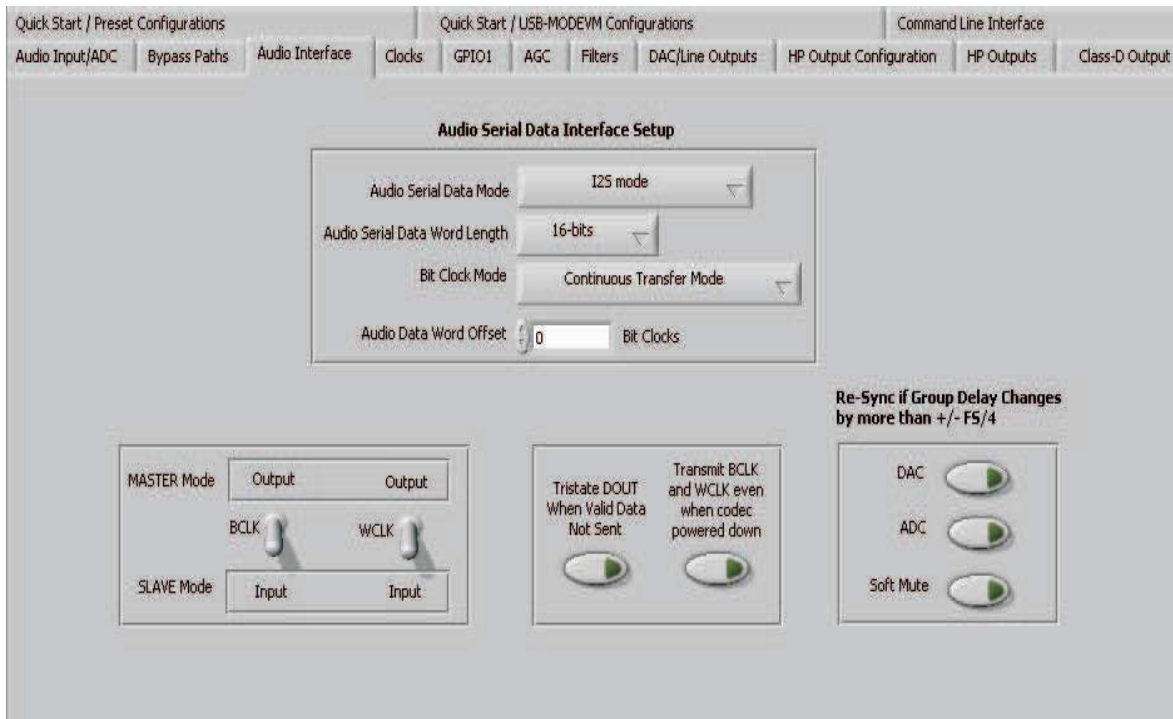 Quick Start / Preset Configurations
Quick Start / USB-MODEVM Configurations
Command Line Interface
Audio Input/ADC
Bypass Paths
Audio Interface
Clocks
GPIO1
AGC
Filters
DAC/Line Outputs
HP Output Configuration
HP Outputs
Class-D Output
Audio Serial Data Interface Setup
Audio Serial Data Mode
I2S mode
Audio Serial Data Word Length
16-bits
Bit Clock Mode
Continuous Transfer Mode
Audio Data Word Offset
0
Bit Clocks
MASTER Mode
Output
Output
BCLK
WCLK
SLAVE Mode
Input
Input
Tristate DOUT
When Valid Data
Not Sent
Transmit BCLK
and WCLK even
when codec
powered down
Re-Sync if Group Delay Changes
by more than +/- FS/4
DAC
ADC
Soft Mute